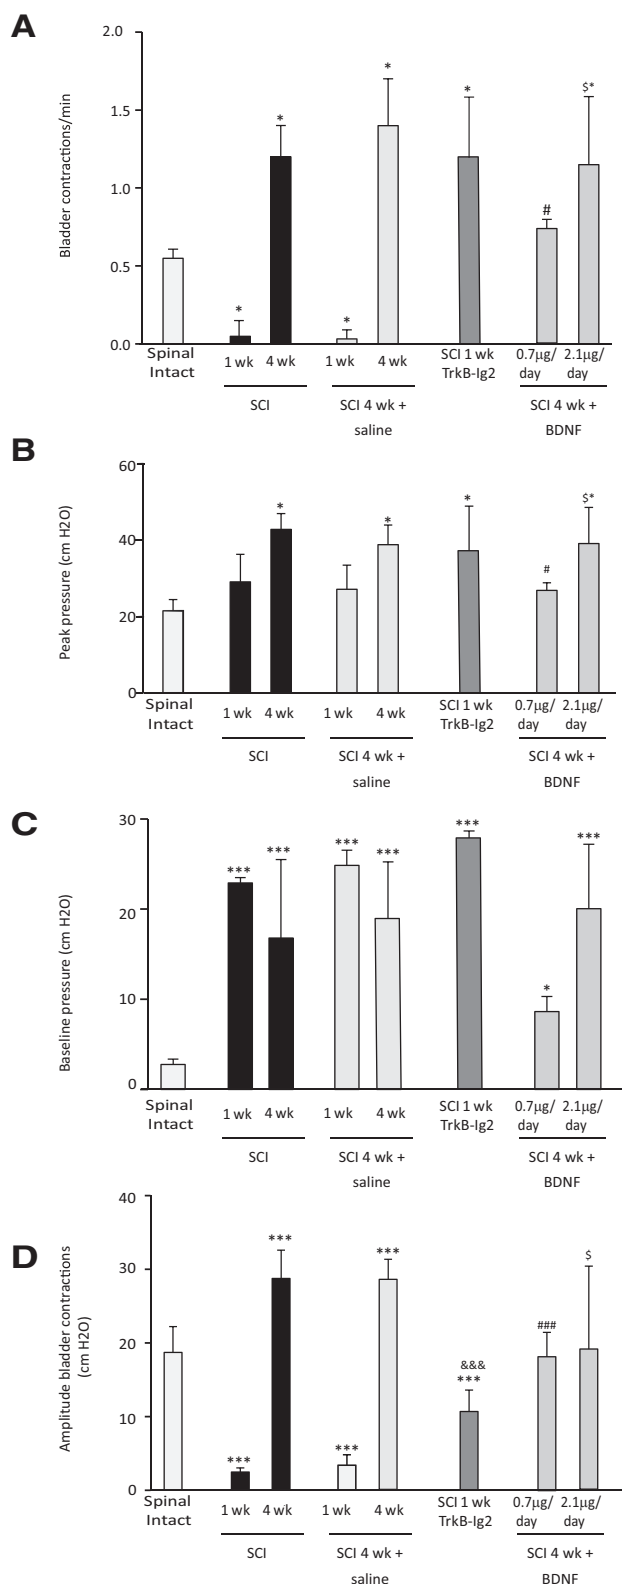 A
Bladder contractions/min
2.0
1.5
1.0
0.5
0.0
*
*
*
*
*
#
$*
Spinal
Intact
1 wk
4 wk
1 wk
4 wk
SCI 1 wk
TrkB-Ig2
0.7µg/
day
2.1µg/
day
SCI
SCI 4 wk +
saline
SCI 4 wk +
BDNF
B
Peak pressure (cm H2O)
60
40
20
0
*
*
*
#
$*
Spinal
Intact
1 wk
4 wk
1 wk
4 wk
SCI 1 wk
TrkB-Ig2
0.7µg/
day
2.1µg/
day
SCI
SCI 4 wk +
saline
SCI 4 wk +
BDNF
C
Baseline pressure (cm H2O)
30
20
10
0
***
***
***
***
***
*
***
Spinal
Intact
1 wk
4 wk
1 wk
4 wk
SCI 1 wk
TrkB-Ig2
0.7µg/
day
2.1µg/
day
SCI
SCI 4 wk +
saline
SCI 4 wk +
BDNF
D
Amplitude bladder contractions
(cm H2O)
40
30
20
10
0
***
***
***
***
&&&
***
###
$
Spinal
Intact
1 wk
4 wk
1 wk
4 wk
SCI 1 wk
TrkB-Ig2
0.7µg/
day
2.1µg/
day
SCI
SCI 4 wk +
saline
SCI 4 wk +
BDNF